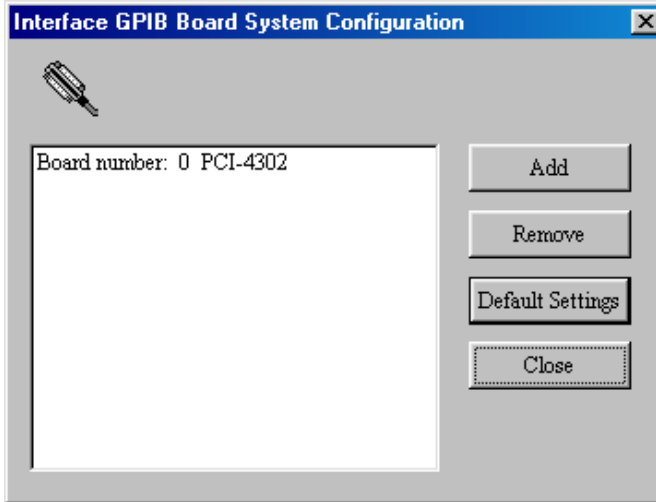 Interface GPIB Board System Configuration
Board number: 0 PCI-4302
Add
Remove
Default Settings
Close